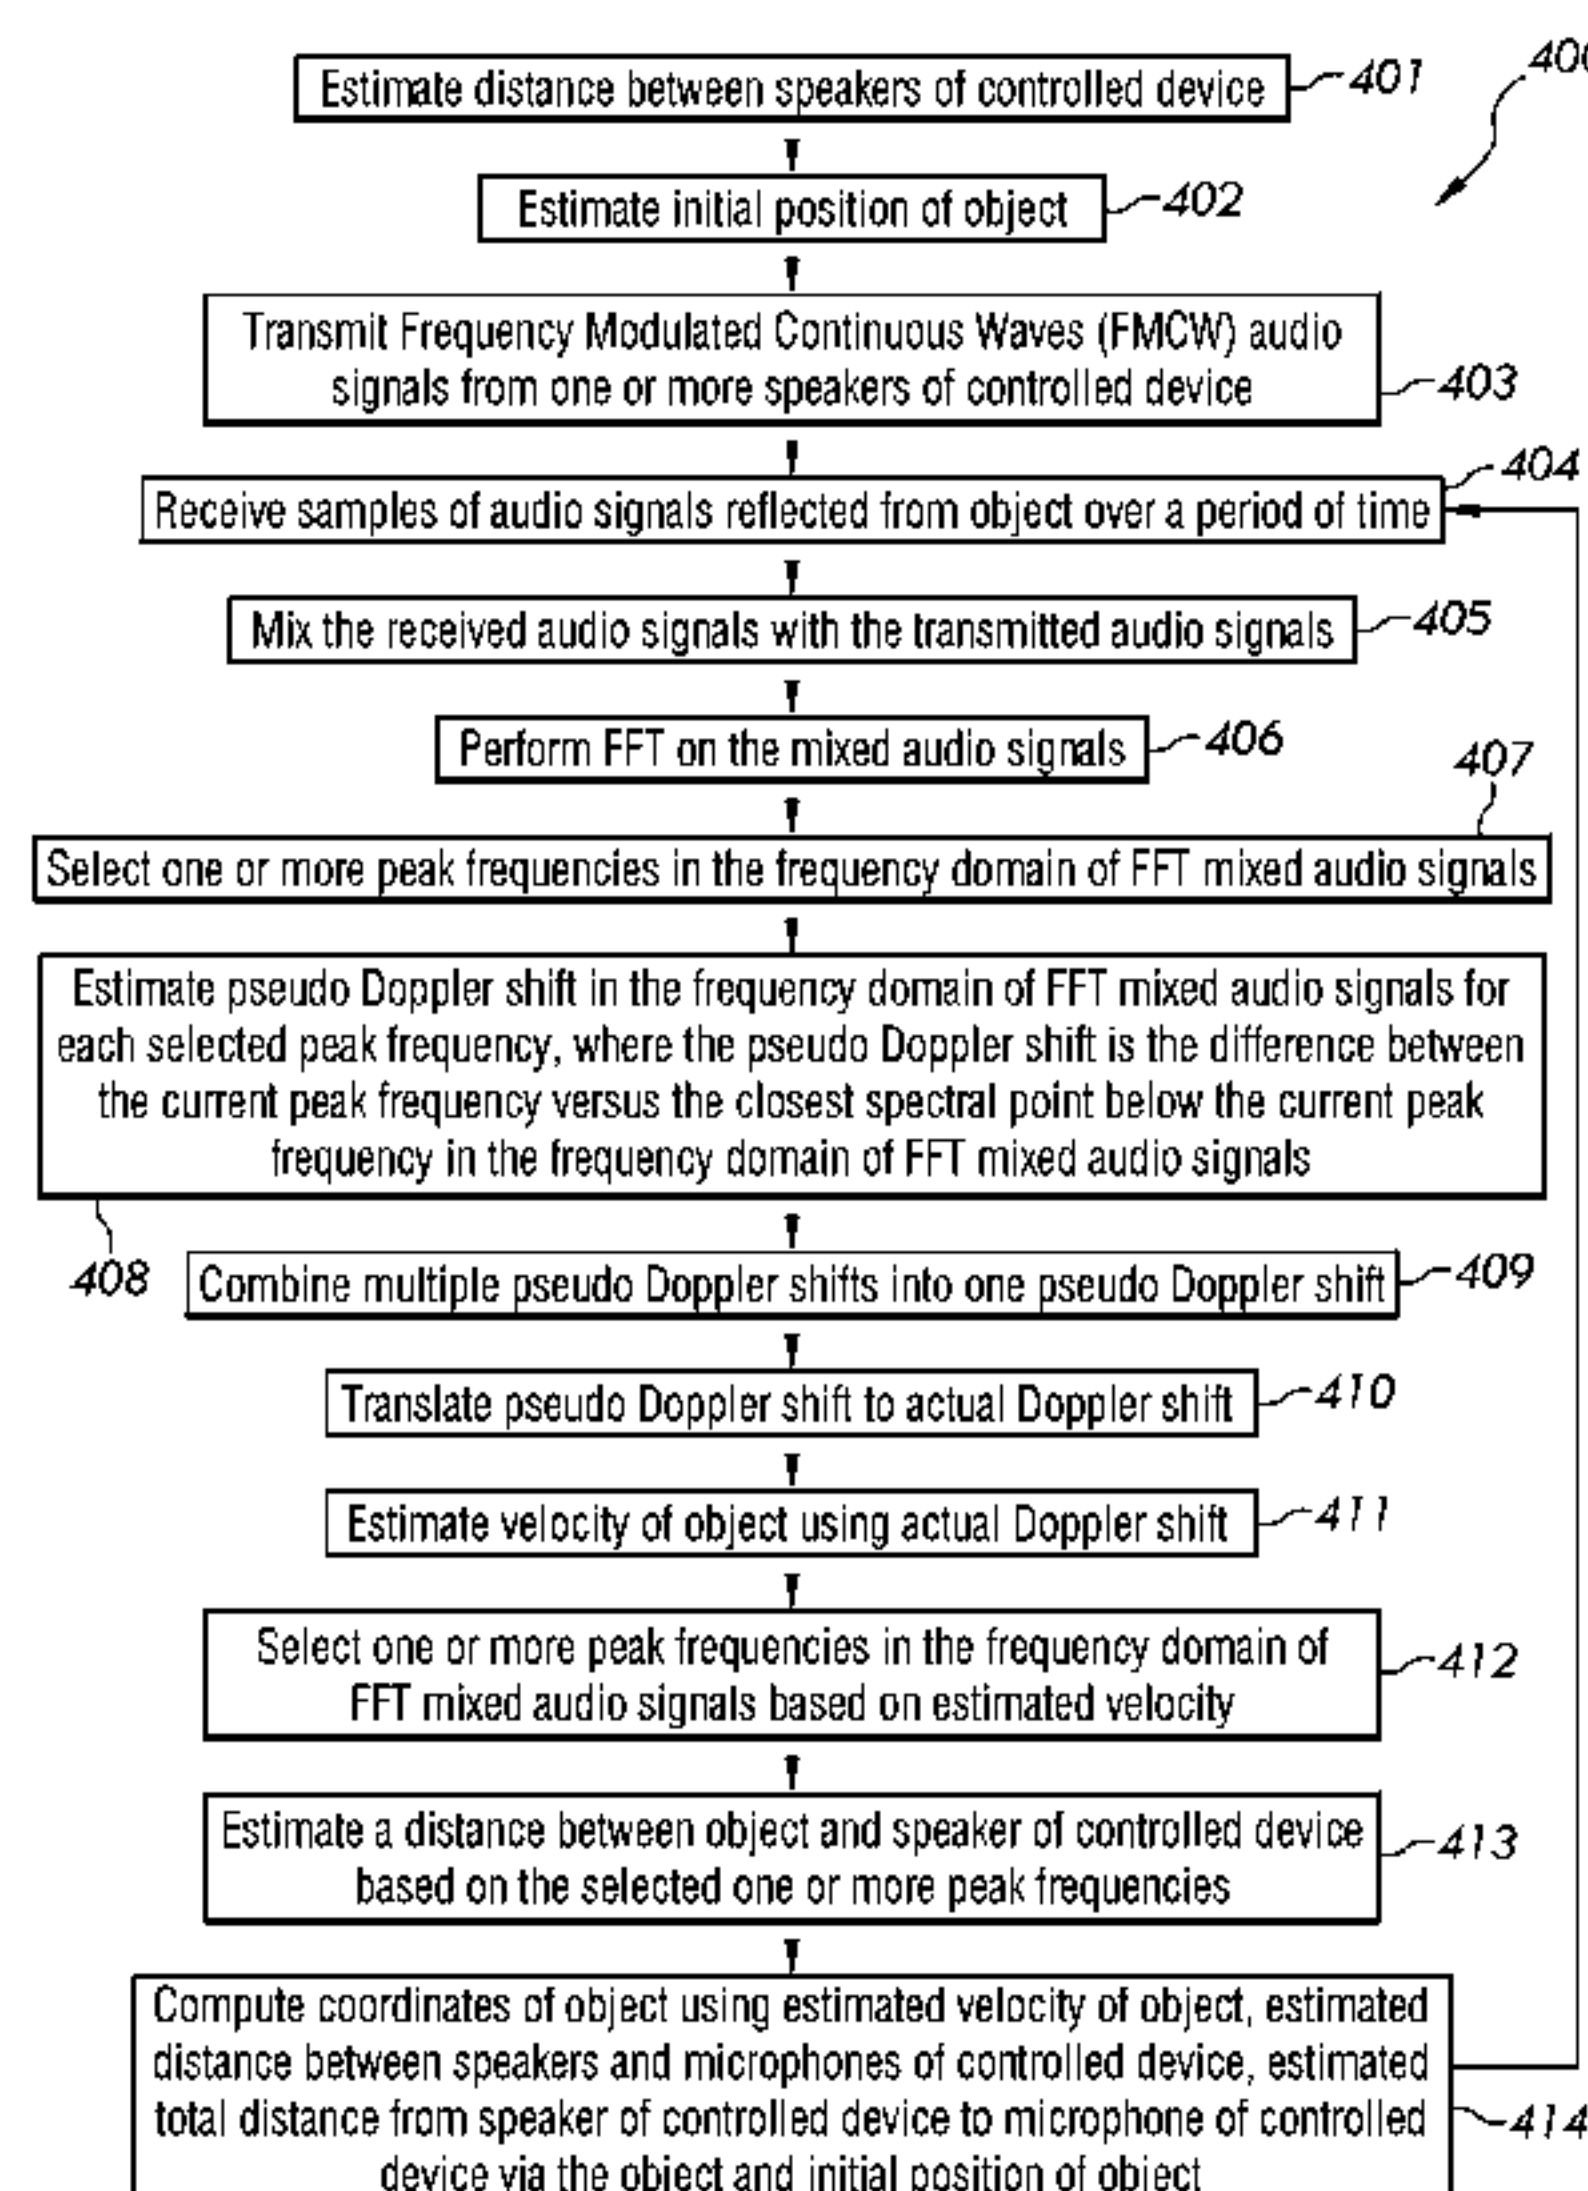 400
Estimate distance between speakers of controlled device
401
Estimate initial position of object
402
Transmit Frequency Modulated Continuous Waves (FMCW) audio
signals from one or more speakers of controlled device
403
404
Receive samples of audio signals reflected from object over a period of time
Mix the received audio signals with the transmitted audio signals
405
Perform FFT on the mixed audio signals
406
407
Select one or more peak frequencies in the frequency domain of FFT mixed audio signals
Estimate pseudo Doppler shift in the frequency domain of FFT mixed audio signals for
each selected peak frequency, where the pseudo Doppler shift is the difference between
the current peak frequency versus the closest spectral point below the current peak
frequency in the frequency domain of FFT mixed audio signals
408
Combine multiple pseudo Doppler shifts into one pseudo Doppler shift
409
Translate pseudo Doppler shift to actual Doppler shift
410
Estimate velocity of object using actual Doppler shift
411
Select one or more peak frequencies in the frequency domain of
FFT mixed audio signals based on estimated velocity
412
Estimate a distance between object and speaker of controlled device
based on the selected one or more peak frequencies
413
Compute coordinates of object using estimated velocity of object, estimated
distance between speakers and microphones of controlled device, estimated
total distance from speaker of controlled device to microphone of controlled
device via the object and initial position of object
414